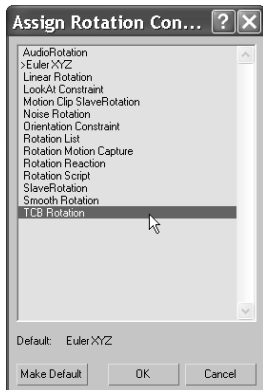 Assign Rotation Con...
AudioRotation
>Euler XYZ
Linear Rotation
LookAt Constraint
Motion Clip SlaveRotation
Noise Rotation
Orientation Constraint
Rotation List
Rotation Motion Capture
Rotation Reaction
Rotation Script
SlaveRotation
Smooth Rotation
TCB Rotation
Default: Euler XYZ
Make Default OK Cancel